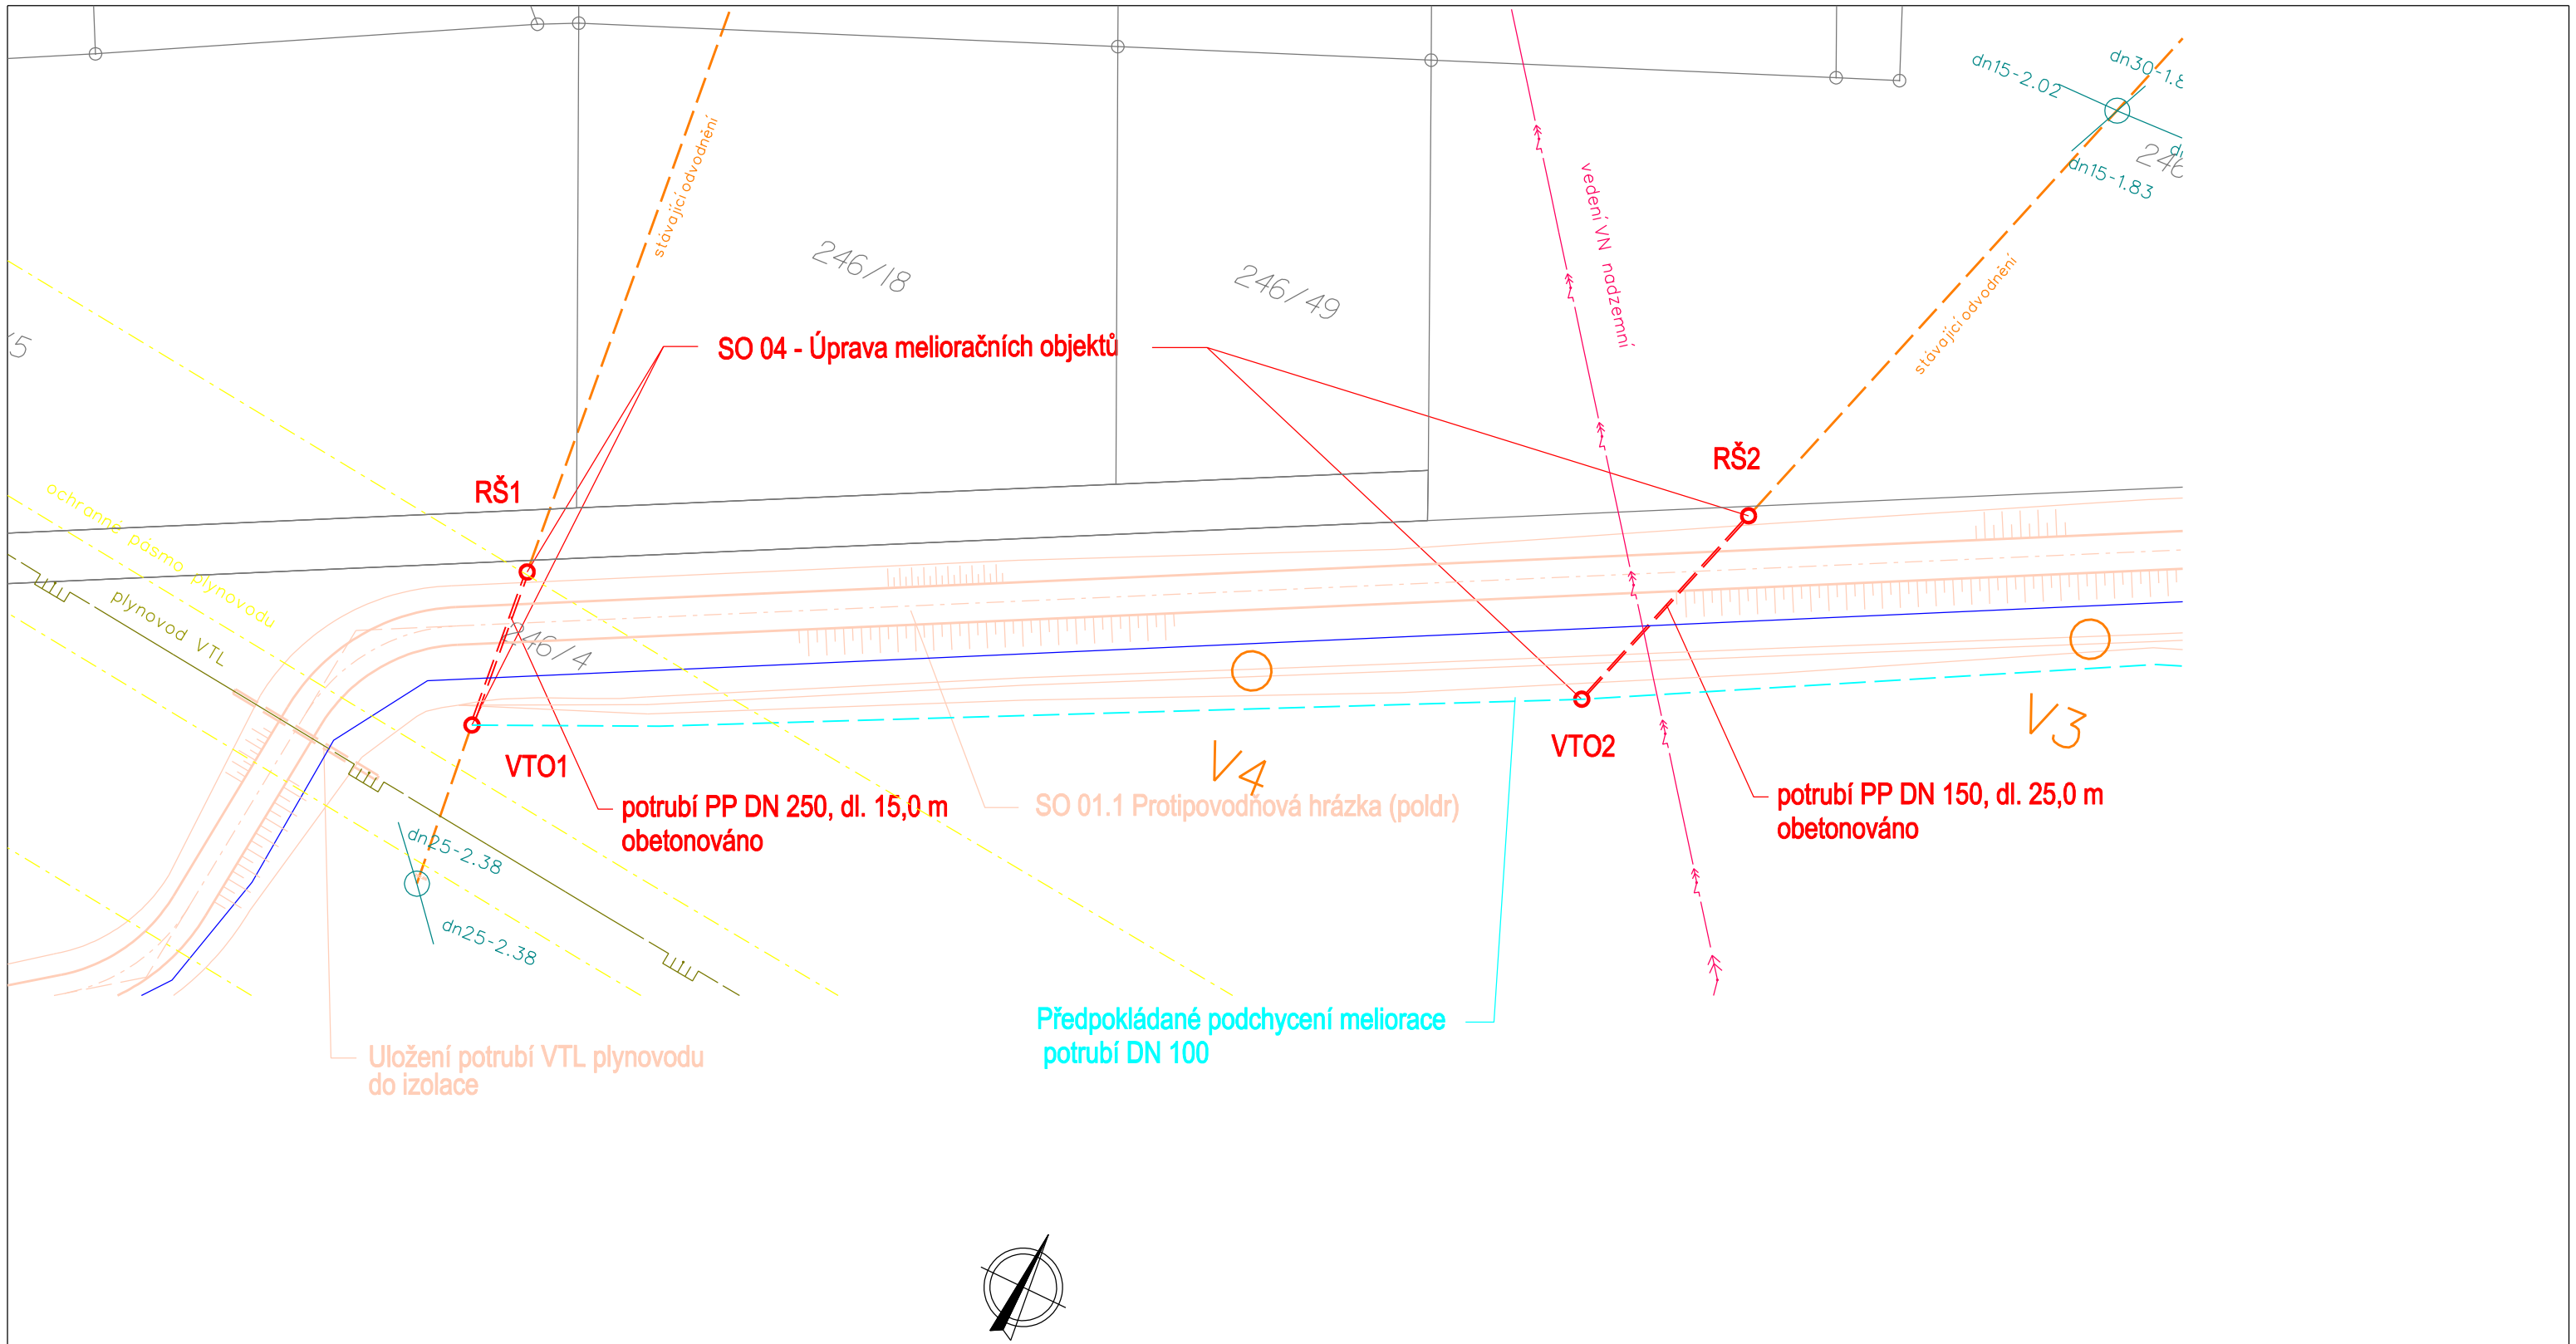 dn15-2.02
dn30-1.8
dn15-1.83
246
stávající odvodnění
vedení VN nadzemní
246/18
246/49
stávající odvodnění
/5
SO 04 - Úprava melioračních objektů
RŠ1
RŠ2
ochranné pásmo plynovodu
plynovod VTL
246/4
VTO1
VTO2
V4
V3
potrubí PP DN 250, dl. 15,0 m
obetonováno
SO 01.1 Protipovodňová hrázka (poldr)
potrubí PP DN 150, dl. 25,0 m
obetonováno
dn25-2.38
dn25-2.38
Předpokládané podchycení meliorace
potrubí DN 100
Uložení potrubí VTL plynovodu
do izolace